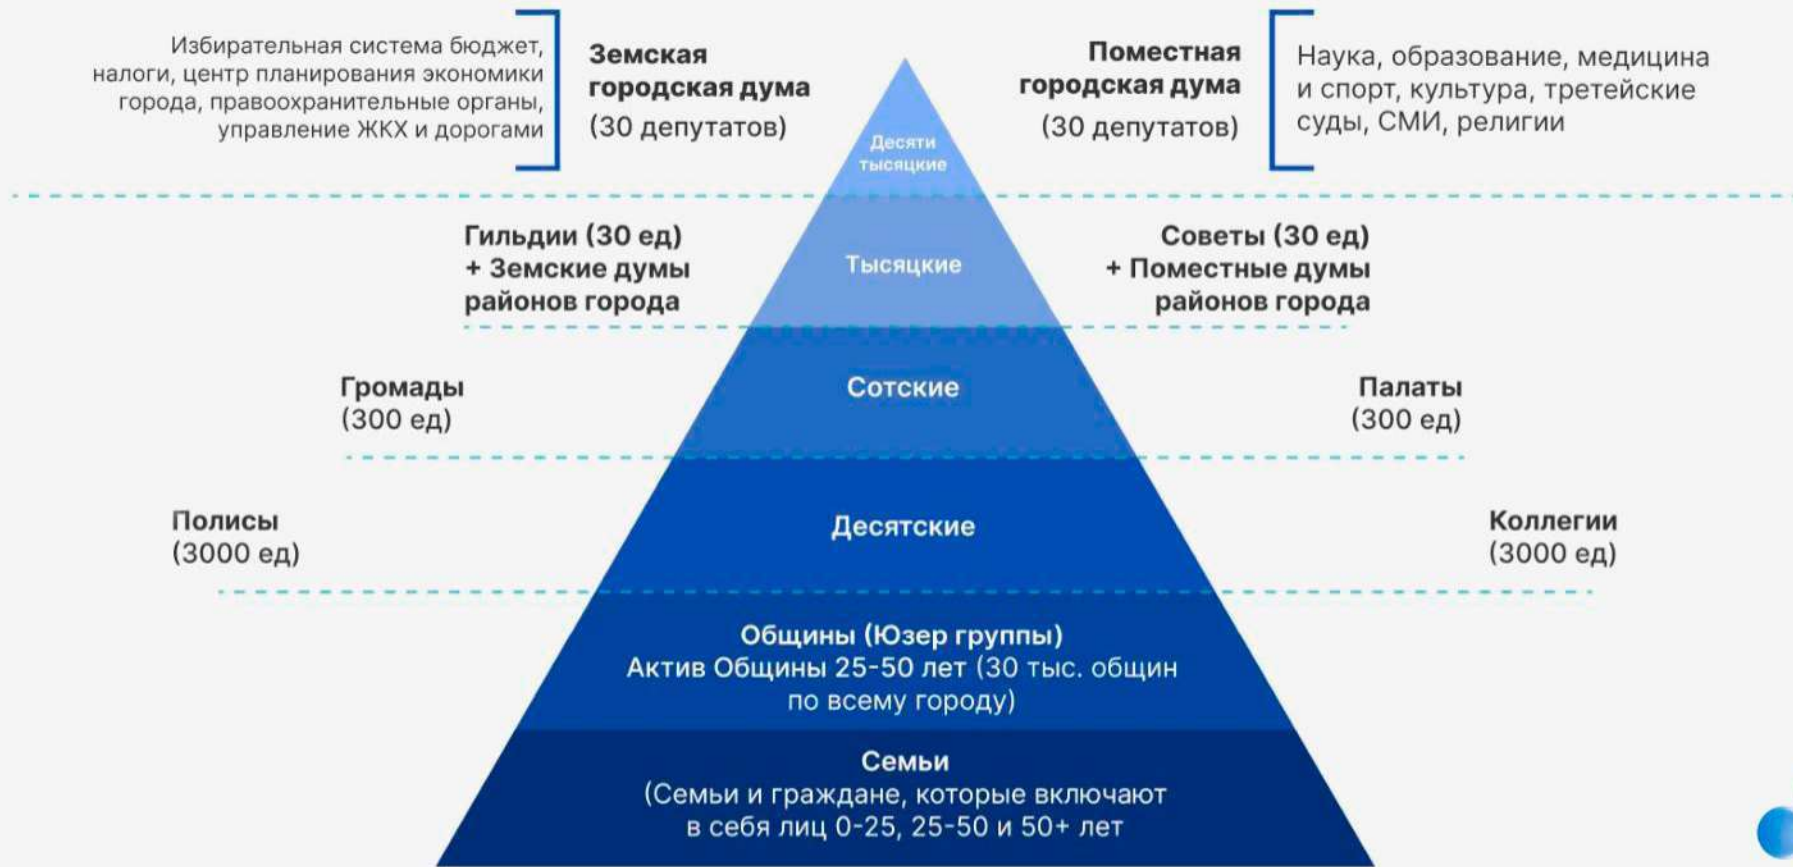 Избирательная система бюджет,
налоги, центр планирования экономики
города, правоохранительные органы,
управление ЖКХ и дорогами
Земская
городская дума
(30 депутатов)
Десяти
тысяцкие
Поместная
городская дума
(30 депутатов)
Наука, образование, медицина
и спорт, культура, третейские
суды, СМИ, религии
Гильдии (30 ед)
+ Земские думы
районов города
Тысяцкие
Советы (30 ед)
+ Поместные думы
районов города
Громады
(300 ед)
Сотские
Палаты
(300 ед)
Полисы
(3000 ед)
Десятские
Коллегии
(3000 ед)
Общины (Юзер группы)
Актив Общины 25-50 лет (30 тыс. общин
по всему городу)
Семьи
(Семьи и граждане, которые включают
в себя лиц 0-25, 25-50 и 50+ лет